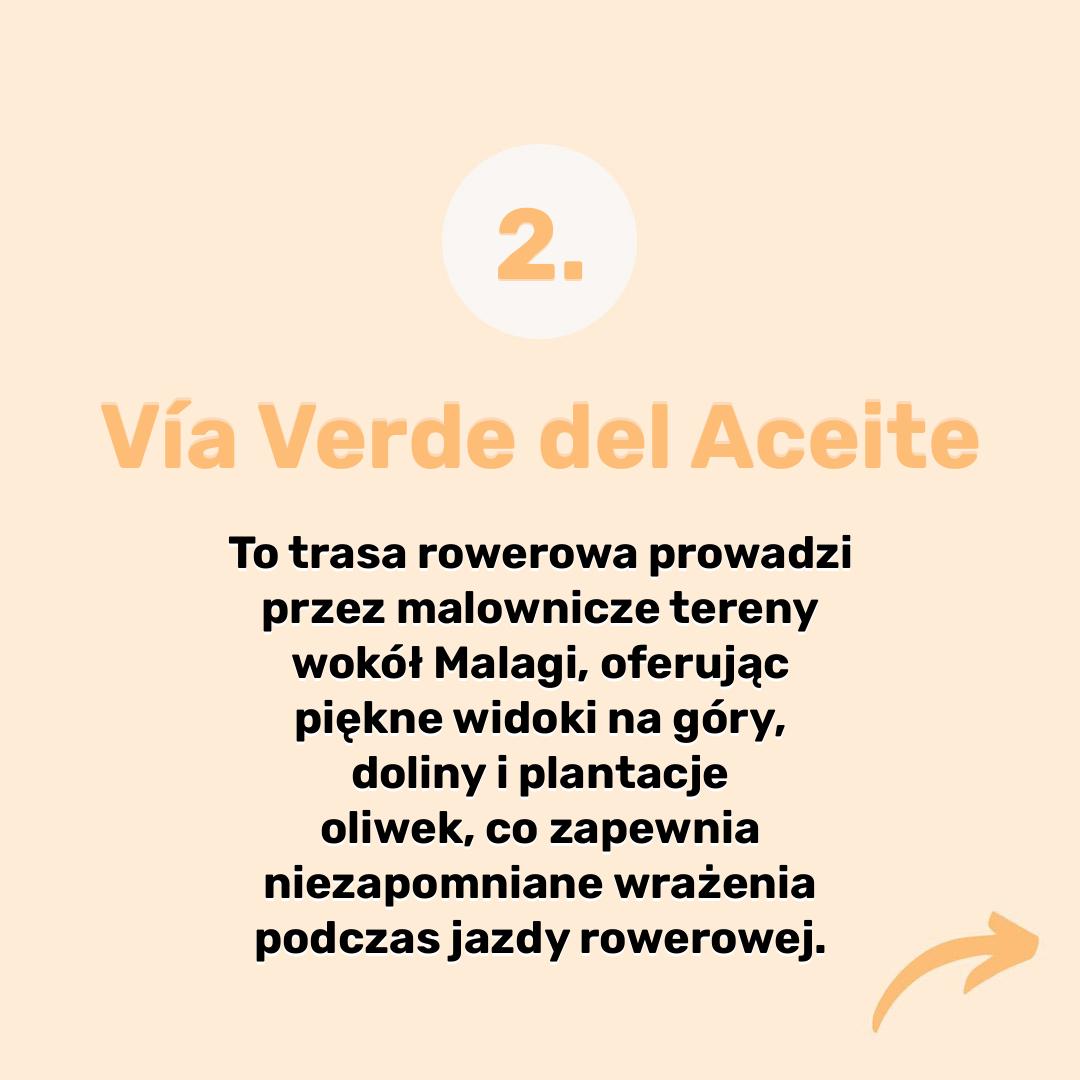 2.
Vía Verde del Aceite
To trasa rowerowa prowadzi
przez malownicze tereny
wokół Malagi, oferując
piękne widoki na góry,
doliny i plantacje
oliwek, co zapewnia
niezapomniane wrażenia
podczas jazdy rowerowej.